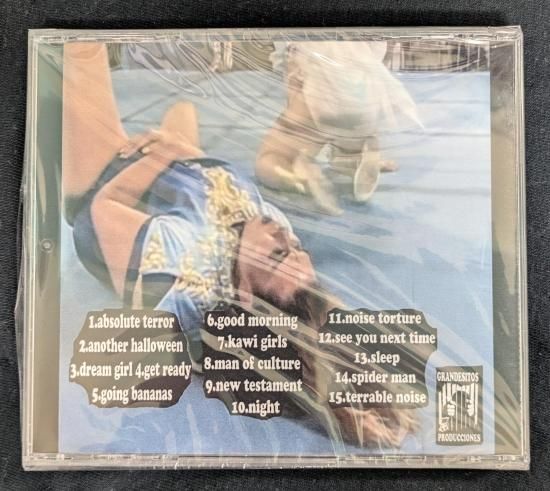 1.absolute terror
2.another halloween
3.dream girl 4.get ready
5.going bananas
6.good morning
7.kawi girls
8.man of culture
9.new testament
10.night
11.noise torture
12.see you next time
13.sleep
14.spider man
15.terrable noise
GRANDESITOS
PRODUCCIONES